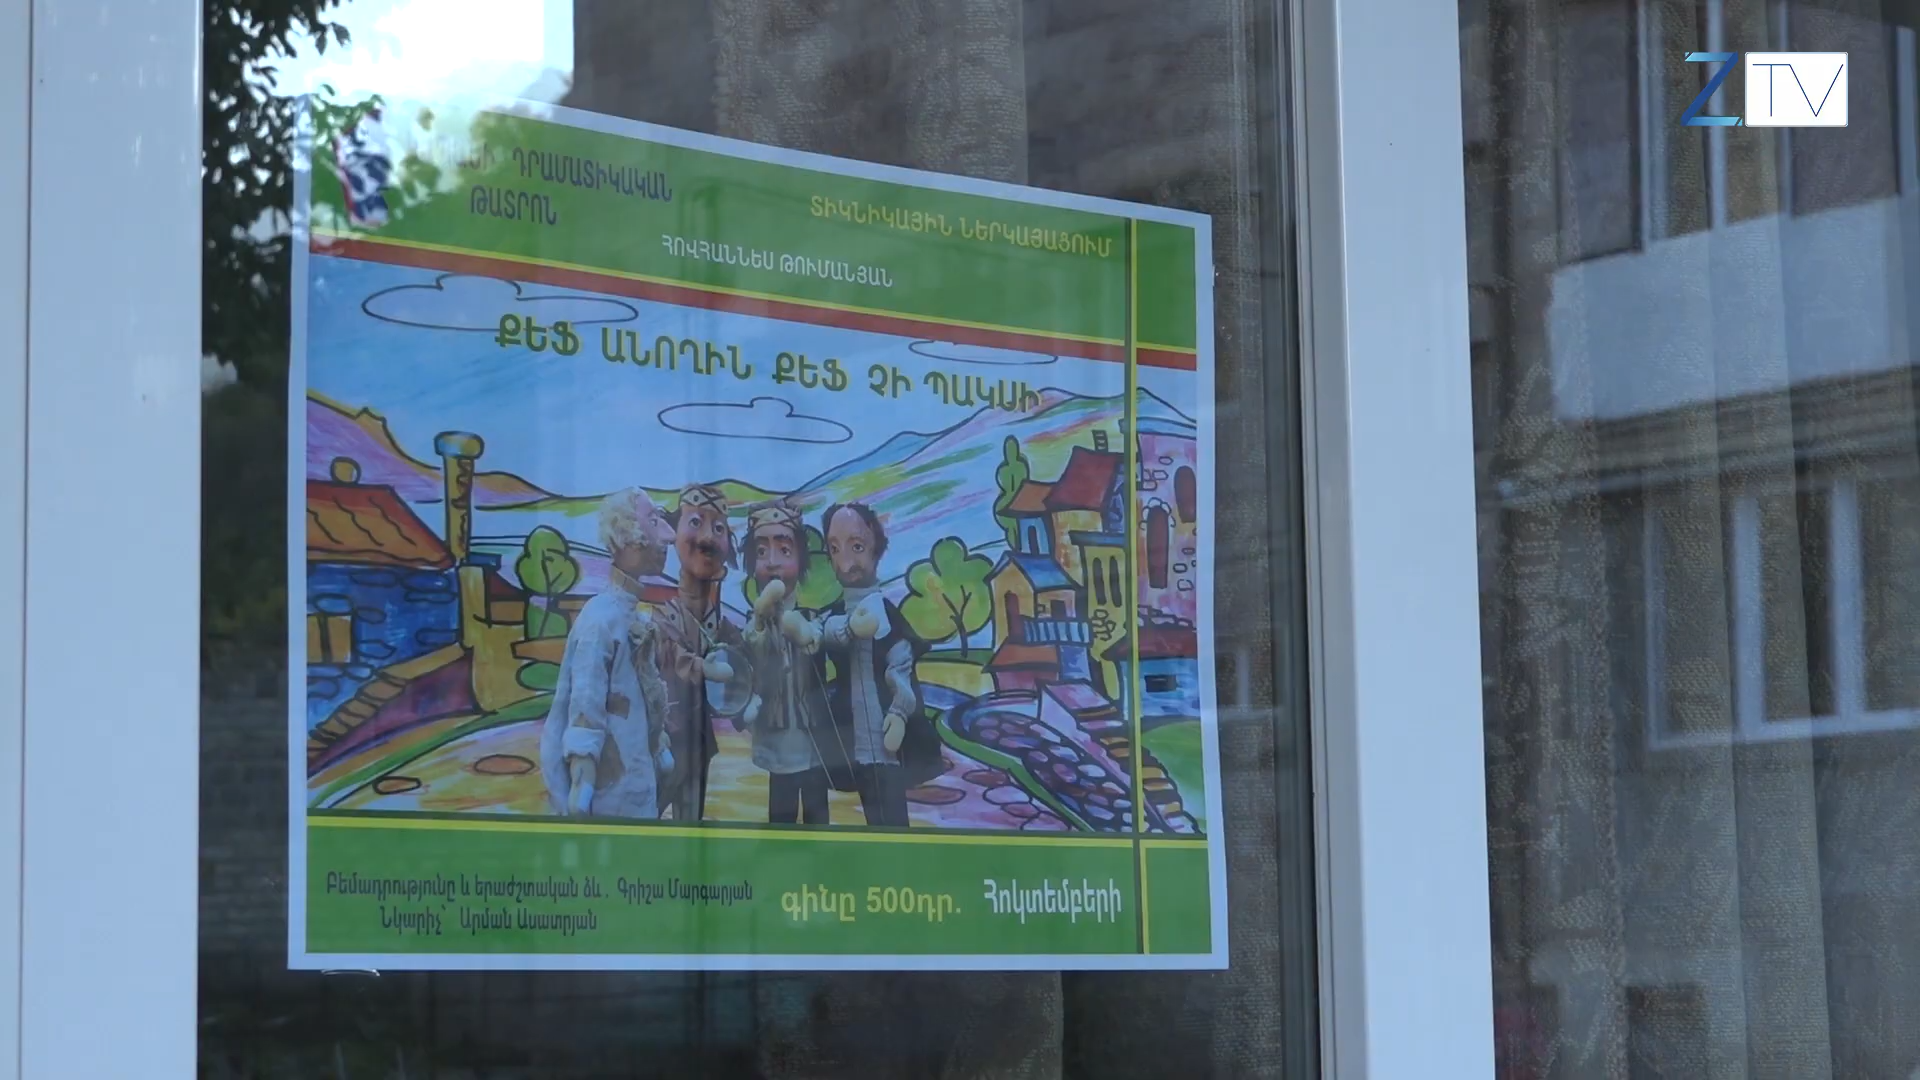 ZTV
ԴՐԱՄԱՏԻԿԱԿԱՆ
ԹԱՏՐՈՆ
ՏԻԿՆԻԿԱՅԻՆ ՆԵՐԿԱՅԱՑՈՒՄ
ՀՈՎՀԱՆՆԵՍ ԹՈՒՄԱՆՅԱՆ
ՔԵՖ ԱՆՈՂԻՆ ՔԵՖ ՉԻ ՊԱԿՍԻ
Բեմադրությունը և երաժշտական ձև. Գրիշա Մարգարյան
Նկարիչ՝ Արման Ասատրյան
գինը 500դր.
Հոկտեմբերի